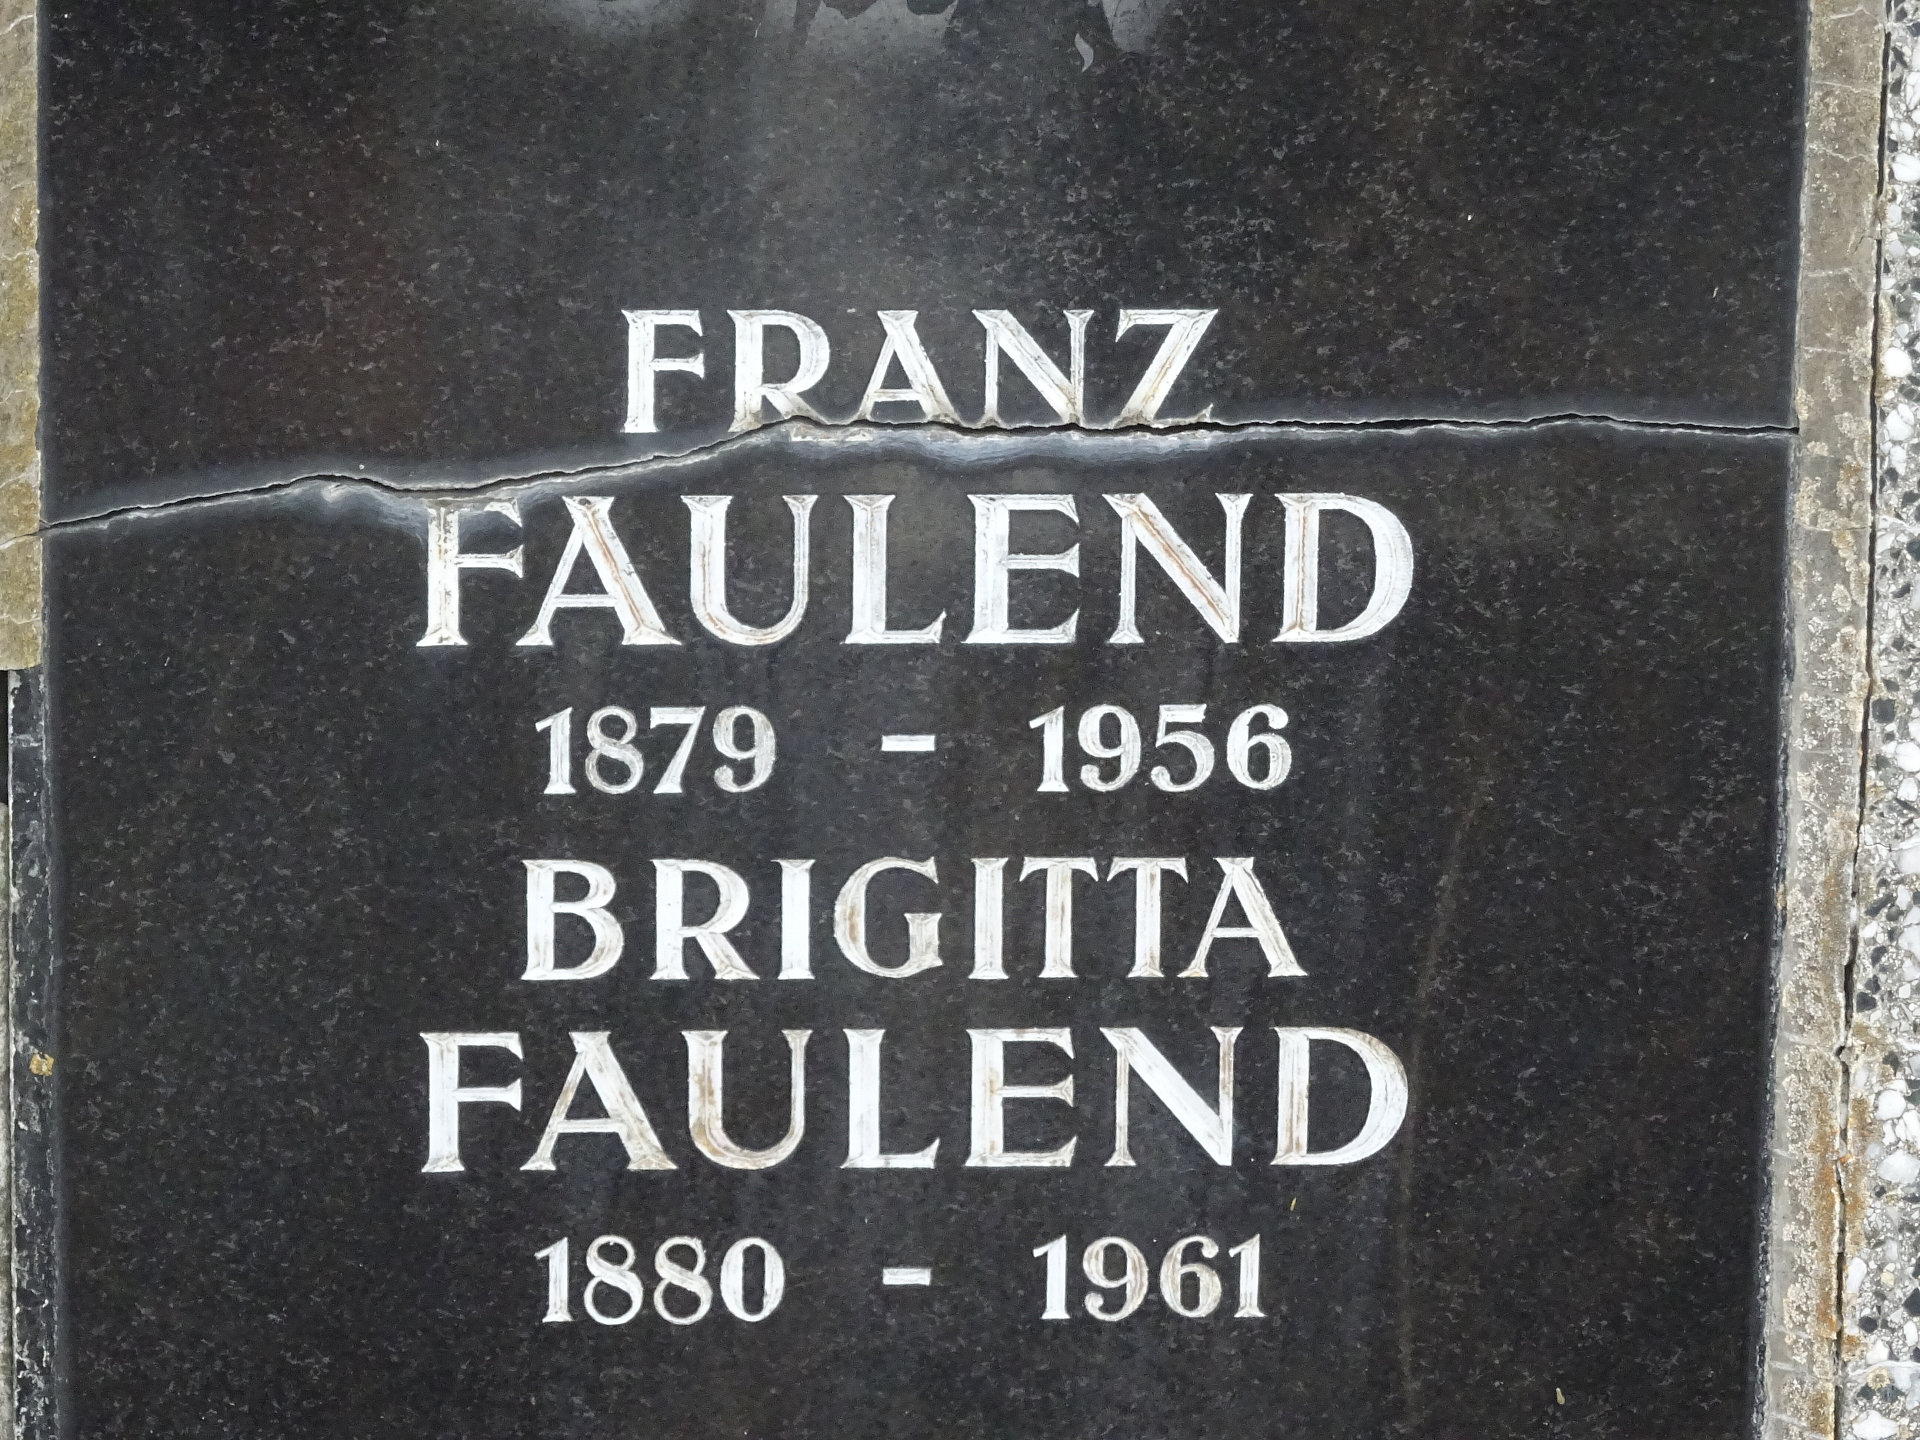 FRANZ
FAULEND
1879 - 1956
BRIGITTA
FAULEND
1880 - 1961